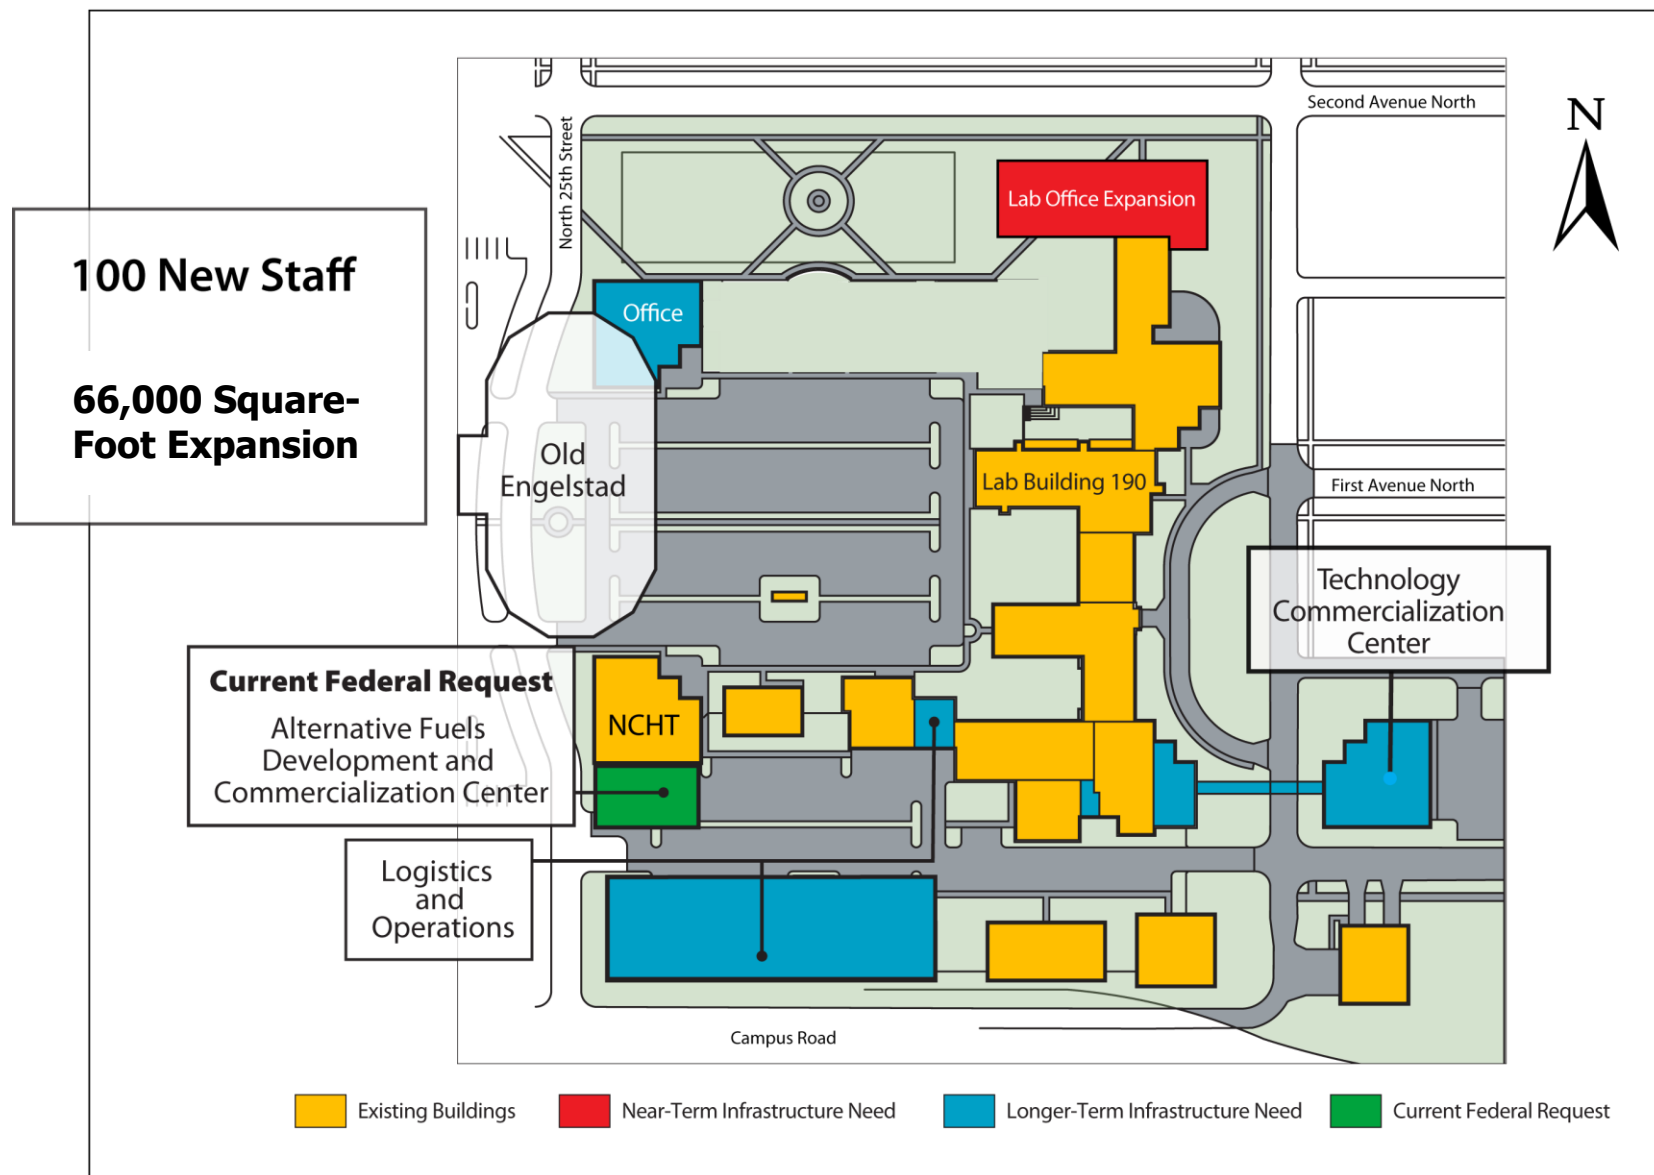 Second Avenue North
N
North 25th Street
Lab Office Expansion
100 New Staff
66,000 Square-
Foot Expansion
Office
Old
Engelstad
Lab Building 190
First Avenue North
Technology
Commercialization
Center
Current Federal Request
Alternative Fuels
Development and
Commercialization Center
NCHT
Logistics
and
Operations
Campus Road
Existing Buildings
Near-Term Infrastructure Need
Longer-Term Infrastructure Need
Current Federal Request